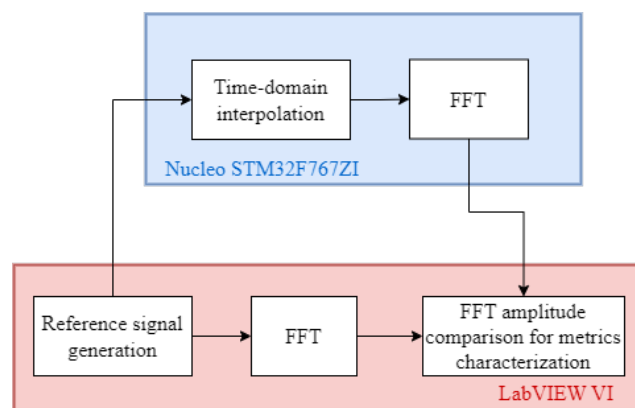 Time-domain
interpolation
FFT
Nucleo STM32F767ZI
Reference signal
generation
FFT
FFT amplitude
comparison for metrics
characterization
LabVIEW VI